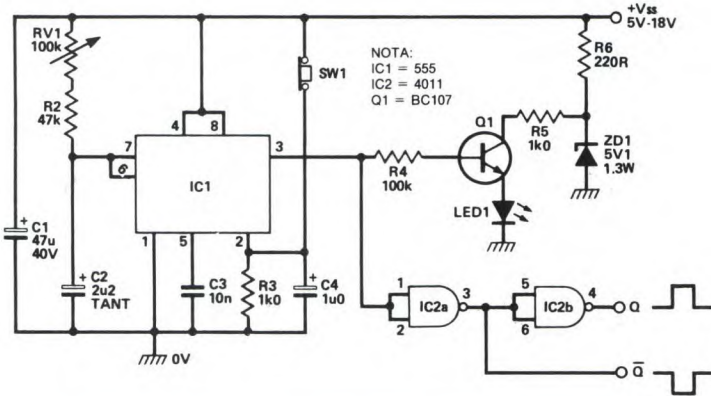 +Vss
5V-18V
RV1
100k
R6
220R
NOTA:
IC1 = 555
IC2 = 4011
Q1 = BC107
SW1
R2
47k
4
8
Q1
R5
1k0
ZD1
5V1
1.3W
7
6
3
IC1
R4
100k
LED1
C1
+
47u
40V
1
5
2
C2
+
2u2
TANT
C3
10n
R3
1k0
+
C4
1u0
1
2
IC2a
3
5
6
IC2b
4
Q
0V
Q̅